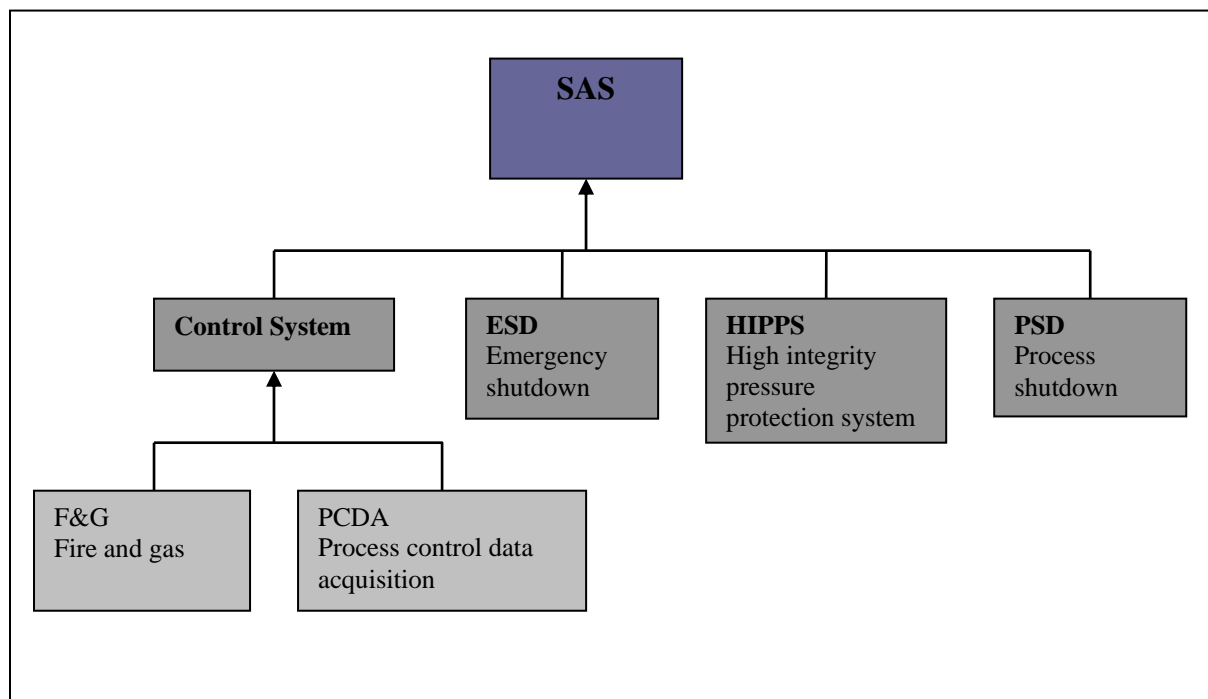 SAS
Control System
ESD
Emergency
shutdown
HIPPS
High integrity
pressure
protection system
PSD
Process
shutdown
F&G
Fire and gas
PCDA
Process control data
acquisition